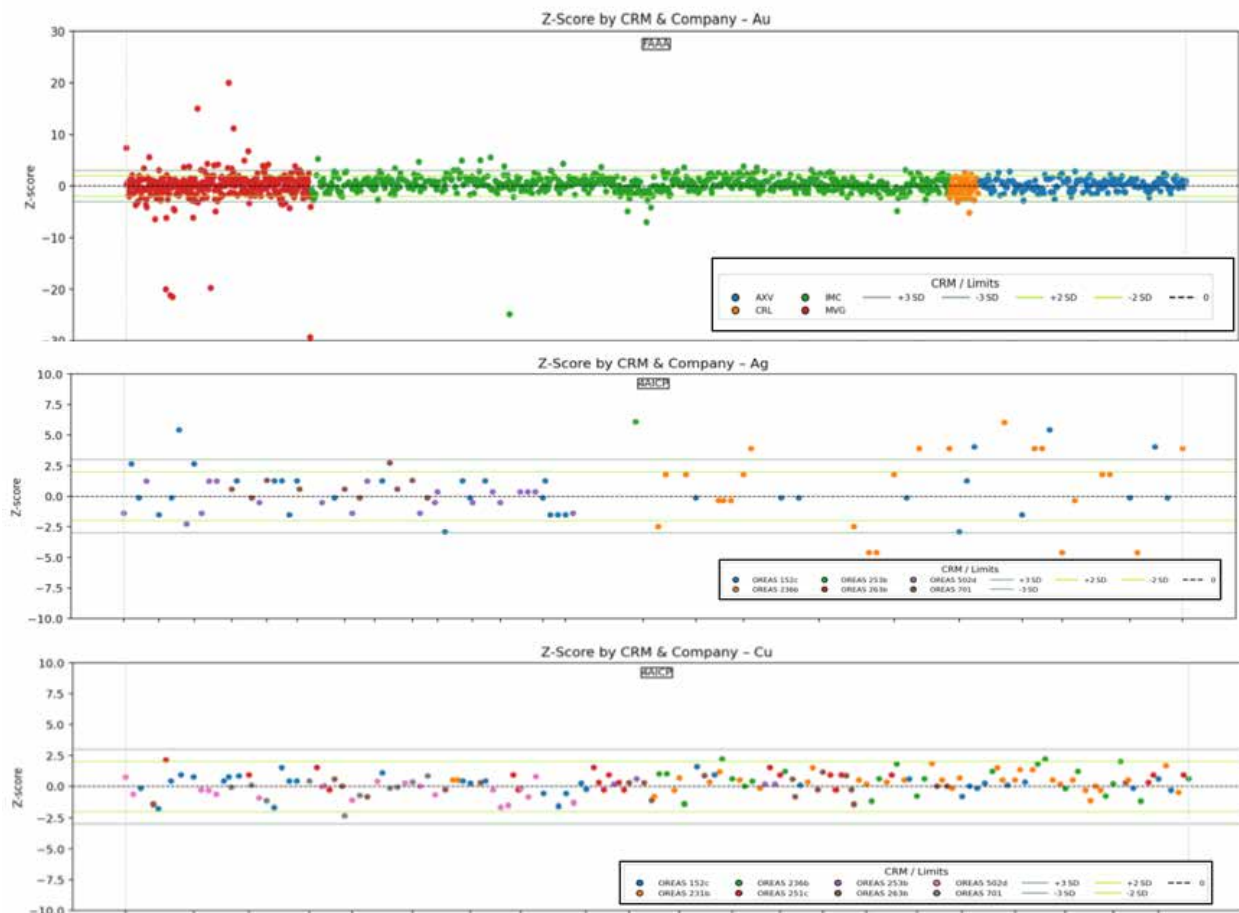 Z-Score by CRM & Company – Au
FAAA
30
20
10
0
−10
−20
−30
Z-score
CRM / Limits
AXV IMC +3 SD -3 SD +2 SD -2 SD 0
CRL MVG
Z-Score by CRM & Company – Ag
4AICP
10.0
7.5
5.0
2.5
0.0
−2.5
−5.0
−7.5
−10.0
Z-score
CRM / Limits
OREAS 152c OREAS 253b OREAS 502d +3 SD +2 SD -2 SD 0
OREAS 236b OREAS 263b OREAS 701 -3 SD
Z-Score by CRM & Company – Cu
4AICP
10.0
7.5
5.0
2.5
0.0
−2.5
−5.0
−7.5
−10.0
Z-score
CRM / Limits
OREAS 152c OREAS 236b OREAS 253b OREAS 502d +3 SD +2 SD 0
OREAS 231b OREAS 251c OREAS 263b OREAS 701 -3 SD -2 SD